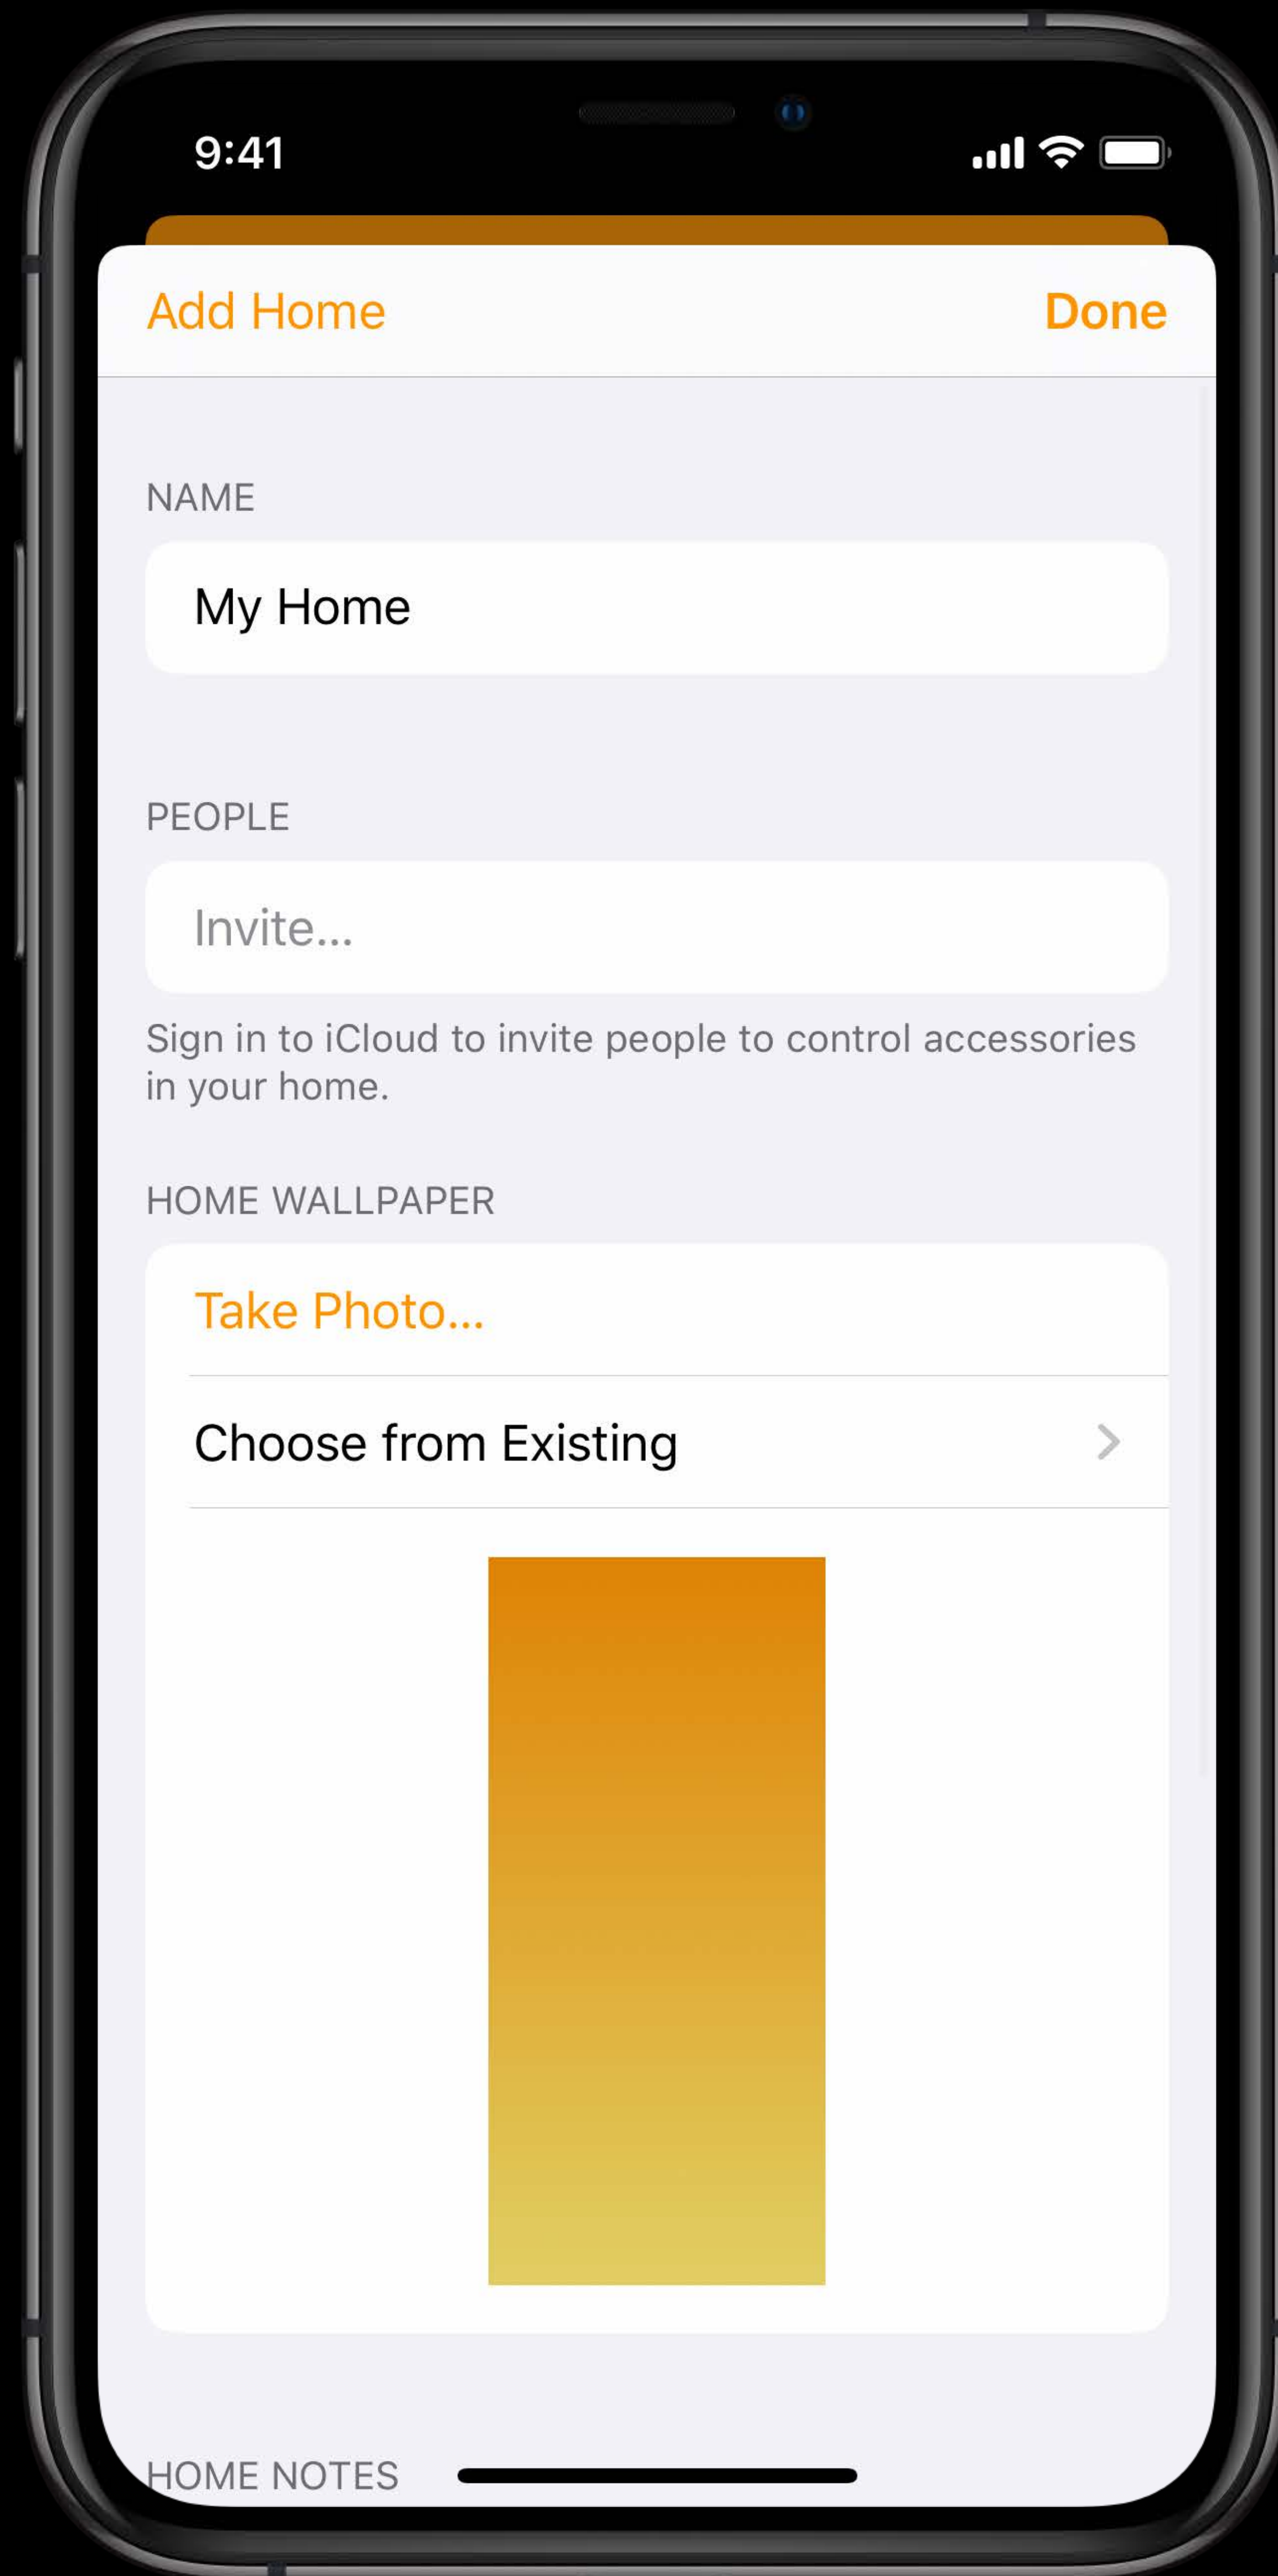 9:41
Add Home
Done
NAME
My Home
PEOPLE
Invite...
Sign in to iCloud to invite people to control accessories
in your home.
HOME WALLPAPER
Take Photo...
Choose from Existing
HOME NOTES